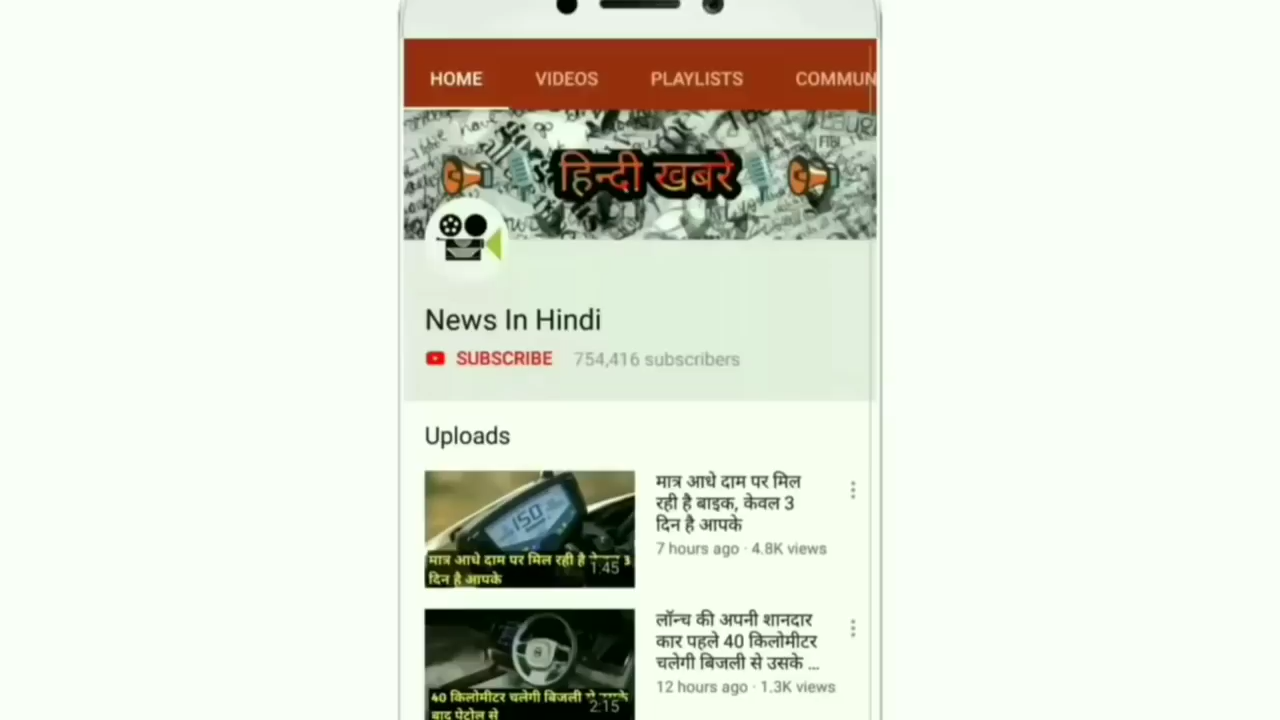 HOME VIDEOS PLAYLISTS COMMUN
हिन्दी खबरे
News In Hindi
SUBSCRIBE 754,416 subscribers
Uploads
मात्र आधे दाम पर मिल
रही है बाइक, केवल 3
दिन है आपके
7 hours ago · 4.8K views
150
मात्र आधे दाम पर मिल रही है 3
दिन है आपके
1:45
लॉन्च की अपनी शानदार
कार पहले 40 किलोमीटर
चलेगी बिजली से उसके ...
12 hours ago · 1.3K views
40 किलोमीटर चलेगी बिजली से उसके
बाद पेट्रोल से
2:15